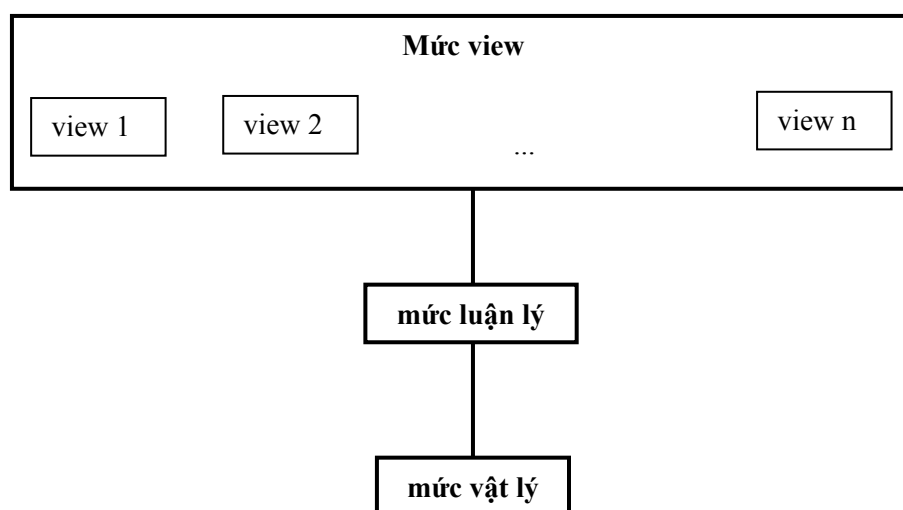 Mức view
view 1 view 2 ... view n
mức luận lý
mức vật lý